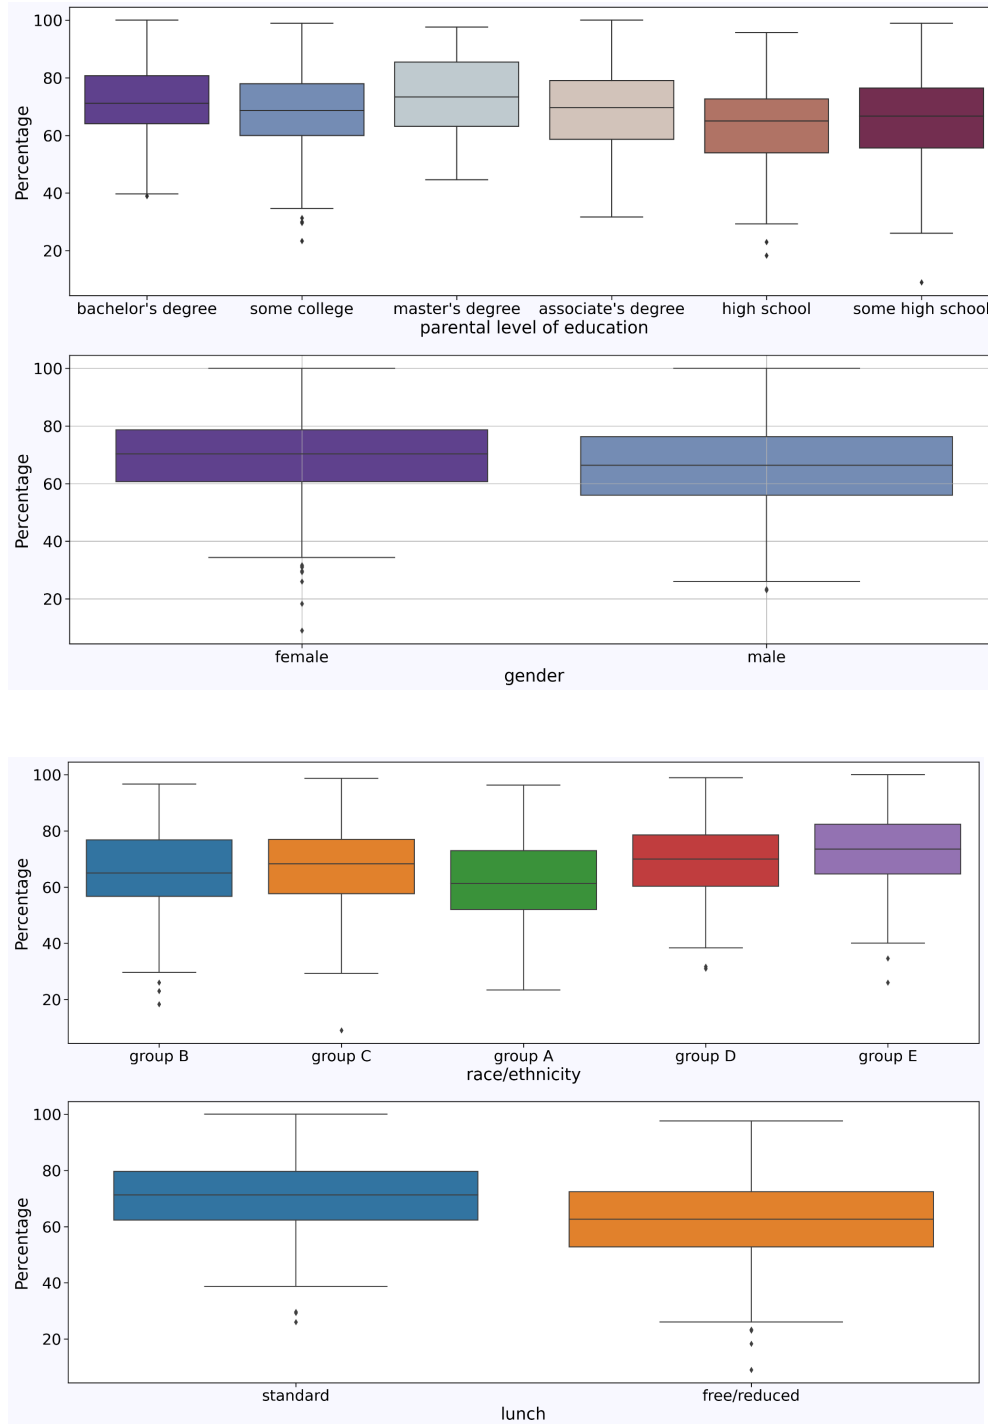 100
80
60
40
20
Percentage
bachelor's degree some college master's degree associate's degree high school some high school
parental level of education
100
80
60
40
20
Percentage
female male
gender
100
80
60
40
20
Percentage
group B group C group A group D group E
race/ethnicity
100
80
60
40
20
Percentage
standard free/reduced
lunch